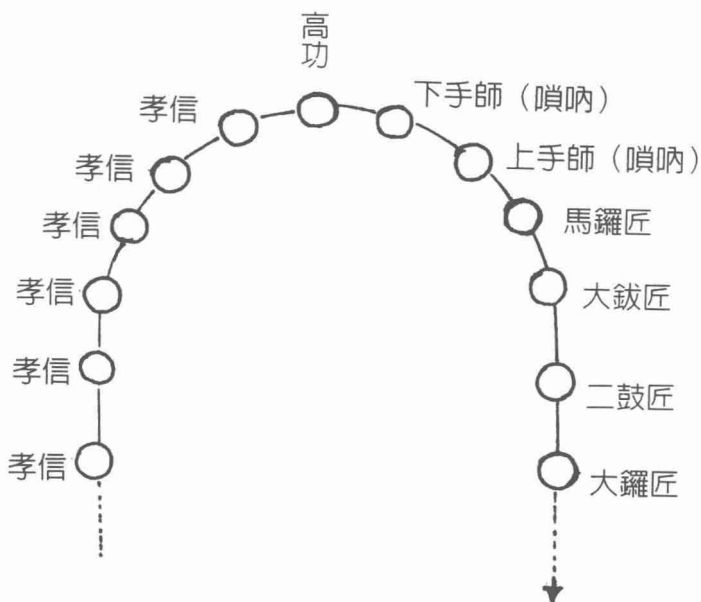 高功
孝信
下手師（嗩吶）
孝信
上手師（嗩吶）
孝信
馬鑼匠
孝信
大鈸匠
孝信
二鼓匠
孝信
大鑼匠